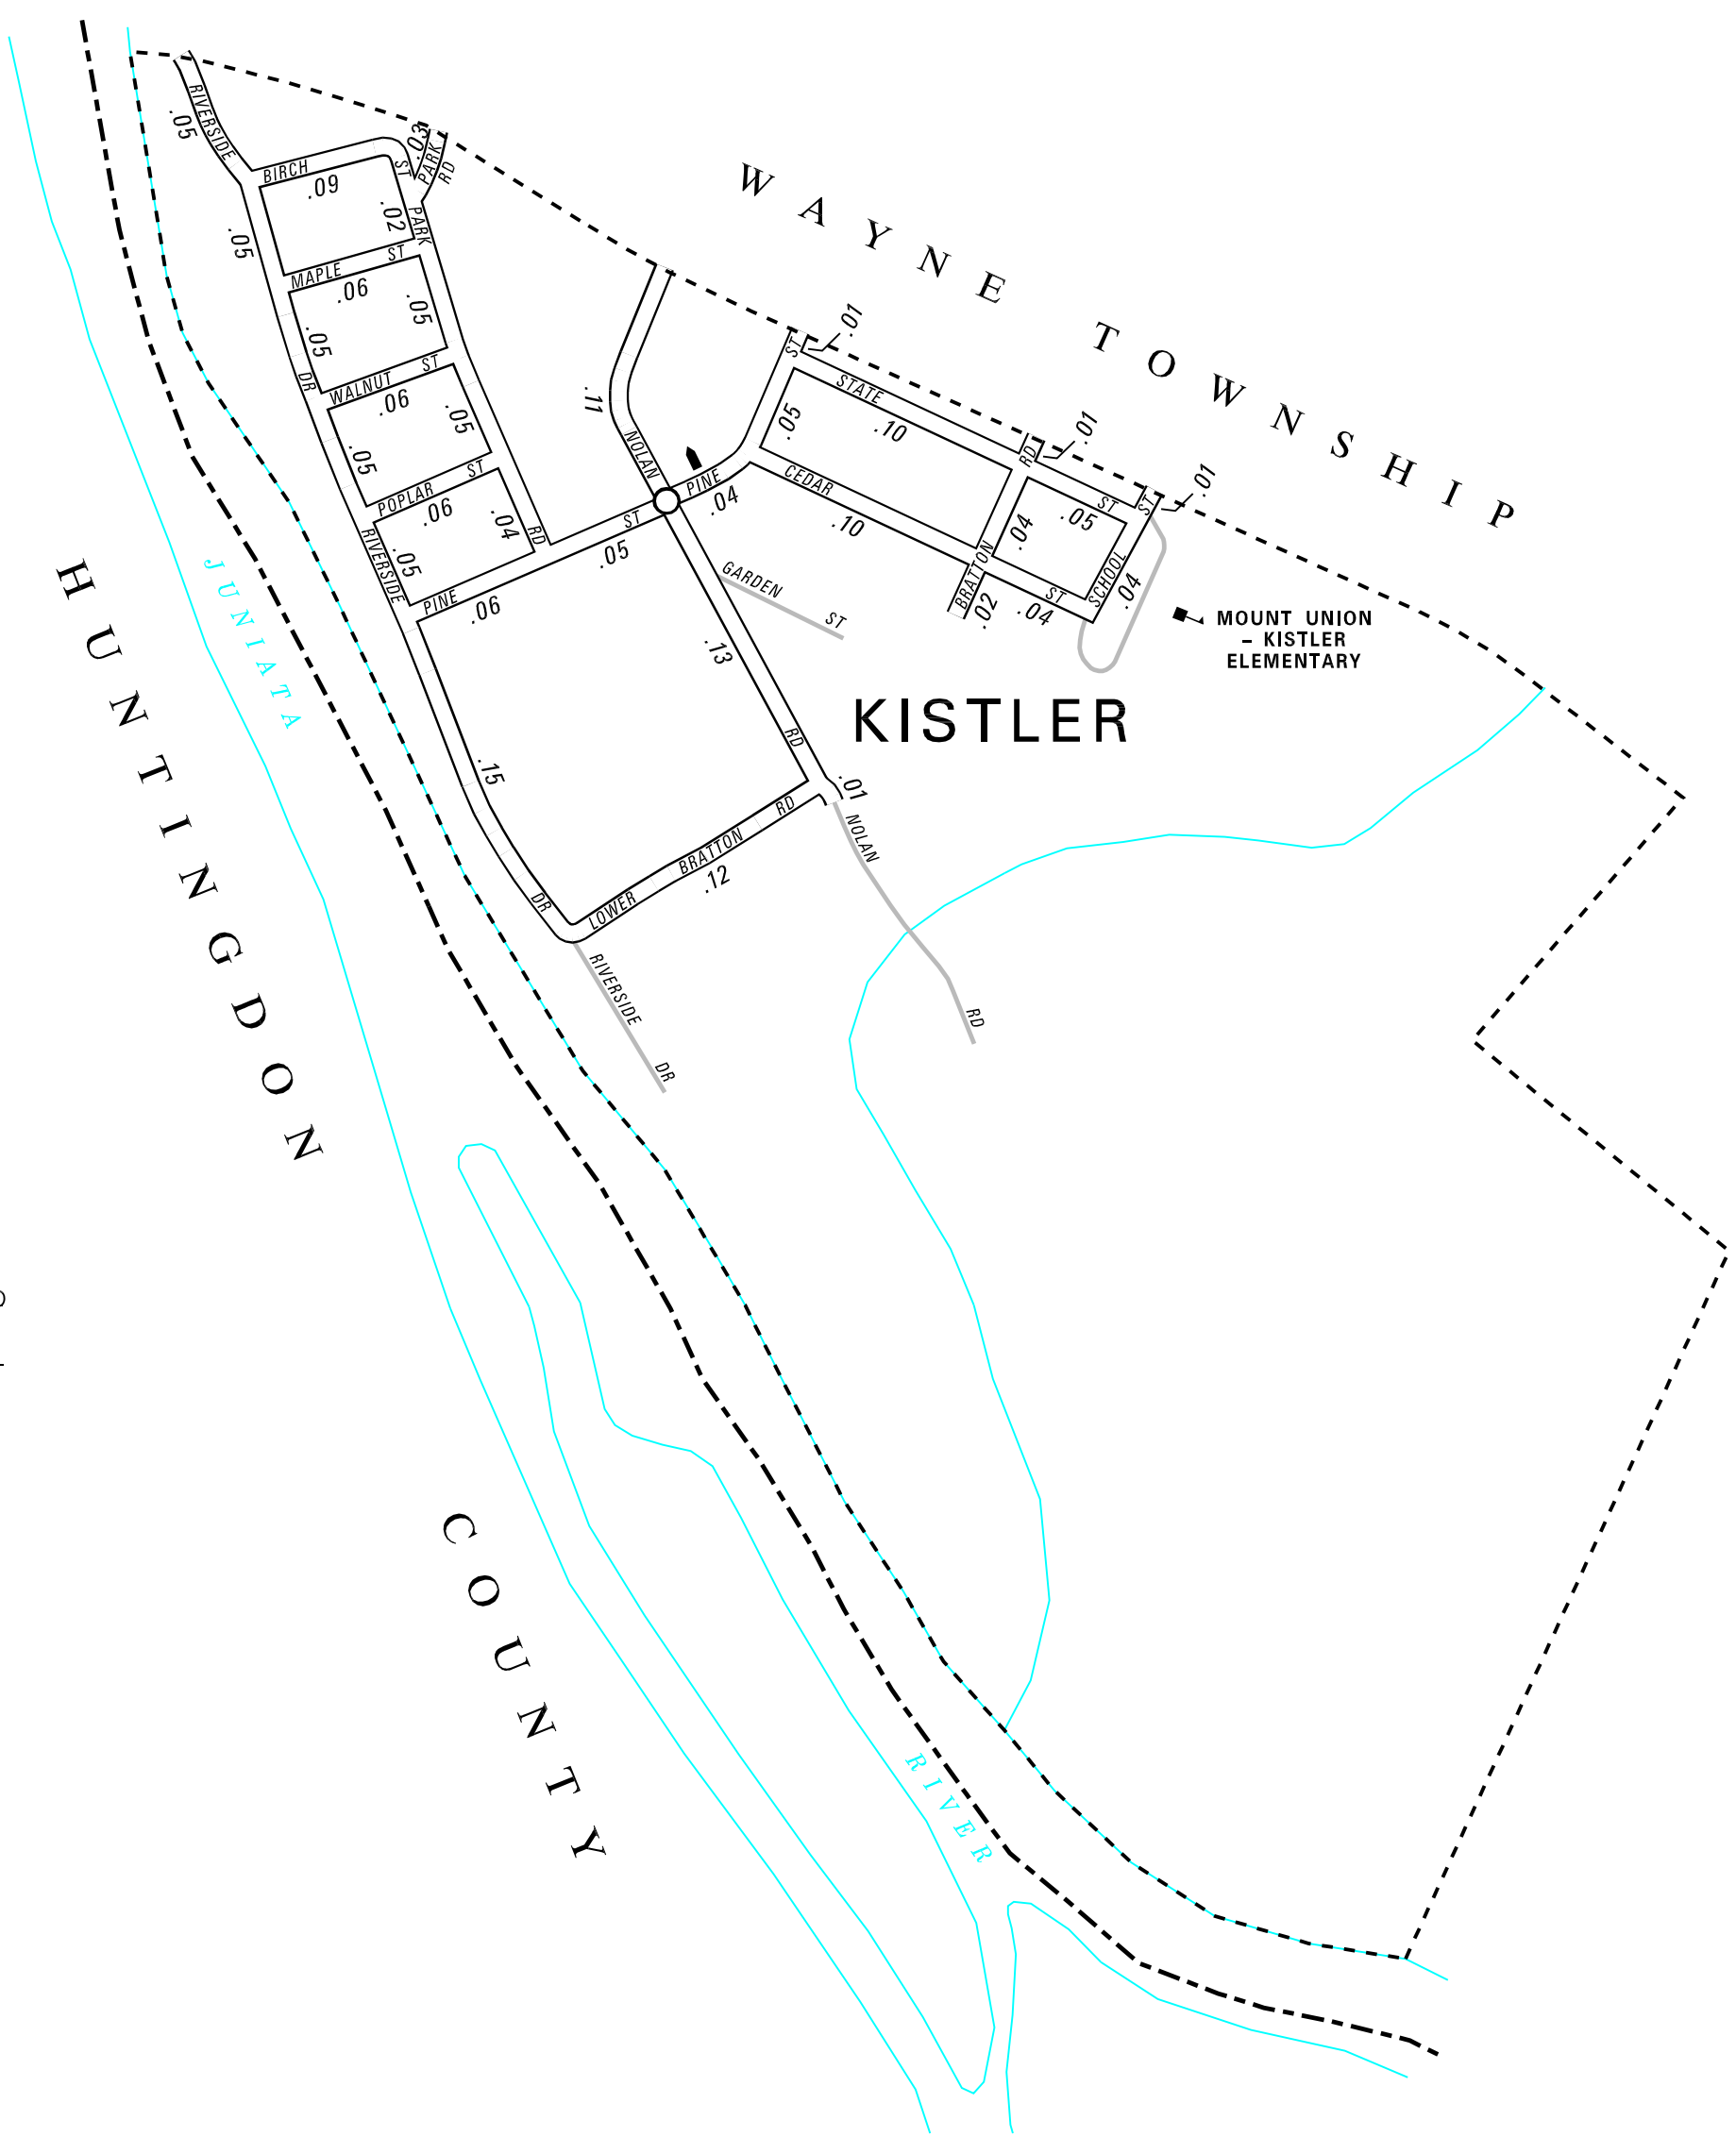 WAYNE TOWNSHIP
HUNTINGDON
COUNTY
JUNIATA
RIVER
KISTLER
MOUNT UNION
– KISTLER
ELEMENTARY
RIVERSIDE
.05
BIRCH
ST
.09
.03
PARK
RD
.02
PARK
.05
MAPLE
ST
.06
.05
.05
DR
WALNUT
ST
.06
.05
.05
POPLAR
ST
.06
.04
RD
RIVERSIDE
.05
PINE
ST
.06
.05
.11
NOLAN
PINE
.04
ST
.01
.05
STATE
.10
CEDAR
.10
RD
.01
ST
.05
ST
.01
.04
BRATTON
.02
ST
.04
SCHOOL
.04
GARDEN
ST
.13
RD
.01
NOLAN
RD
.15
DR
LOWER
BRATTON
RD
.12
RIVERSIDE
DR